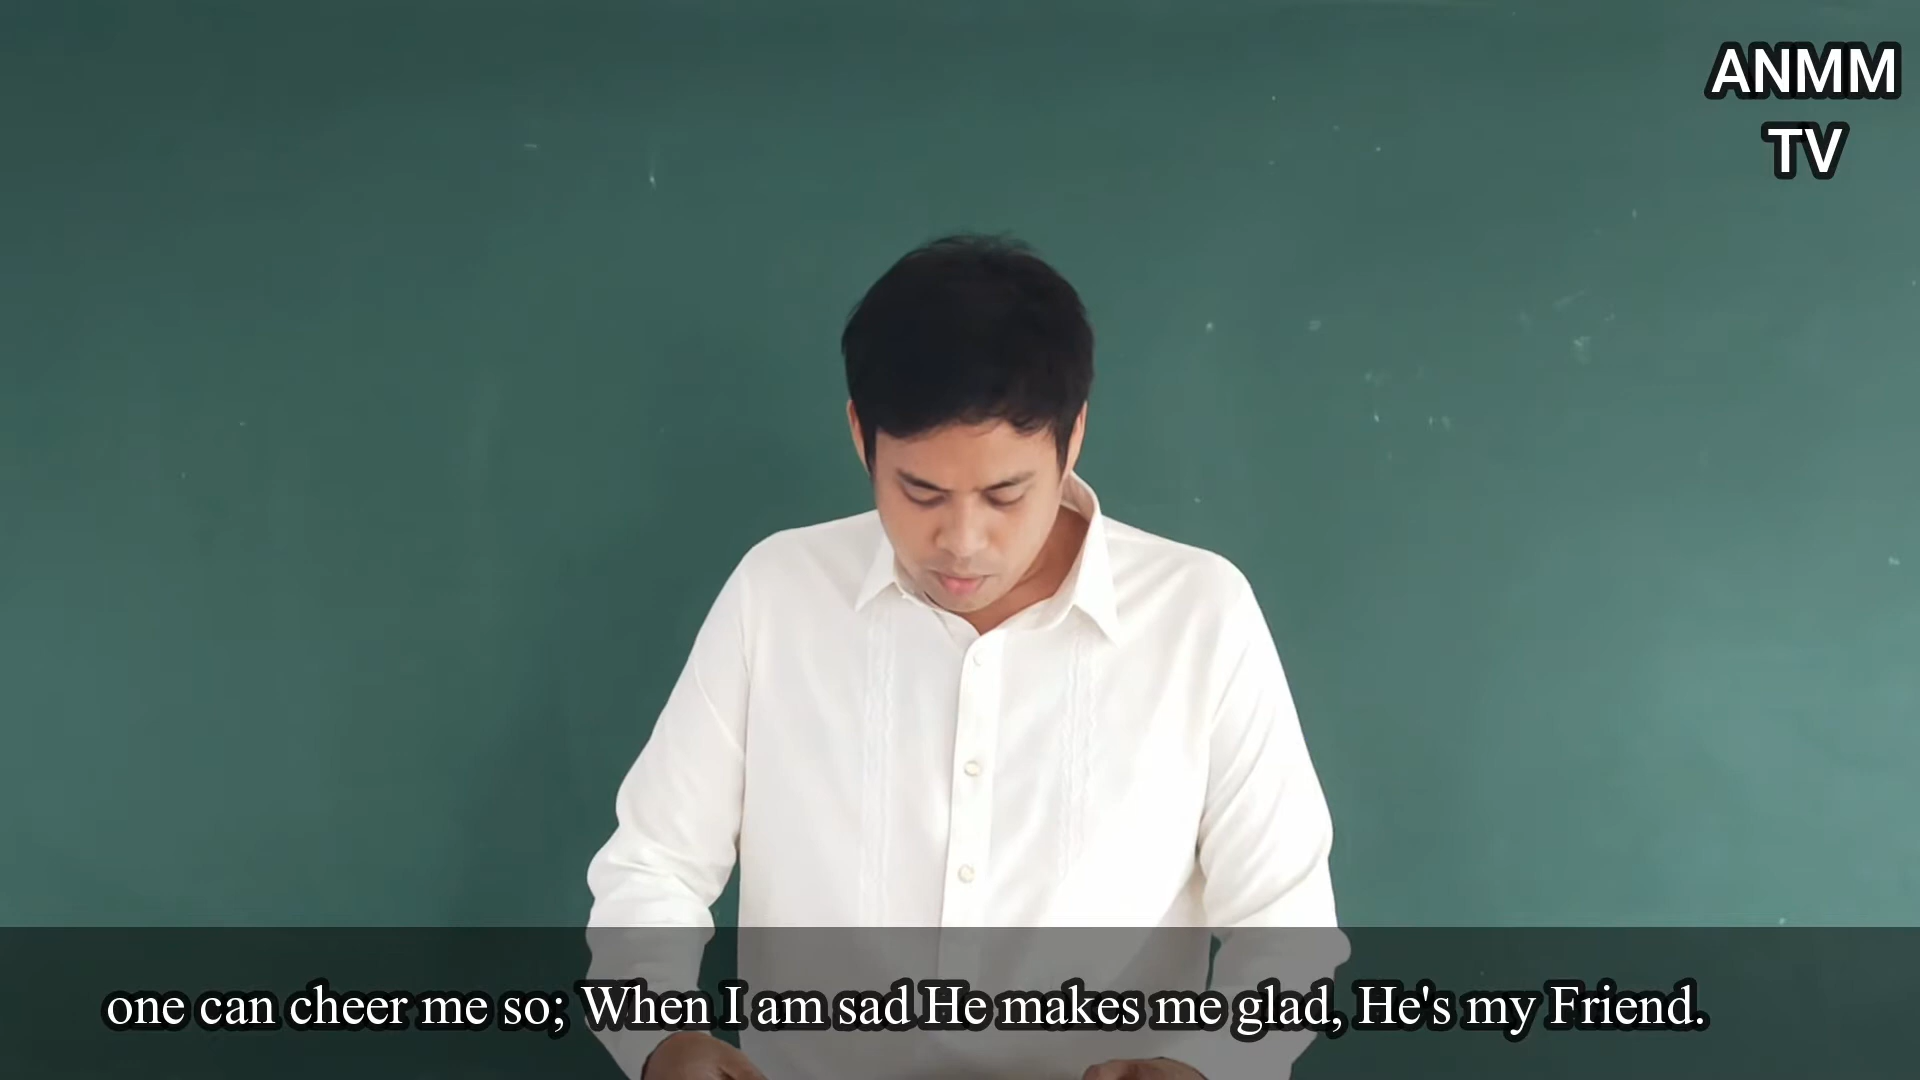 ANMM
TV
one can cheer me so; When I am sad He makes me glad, He's my Friend.